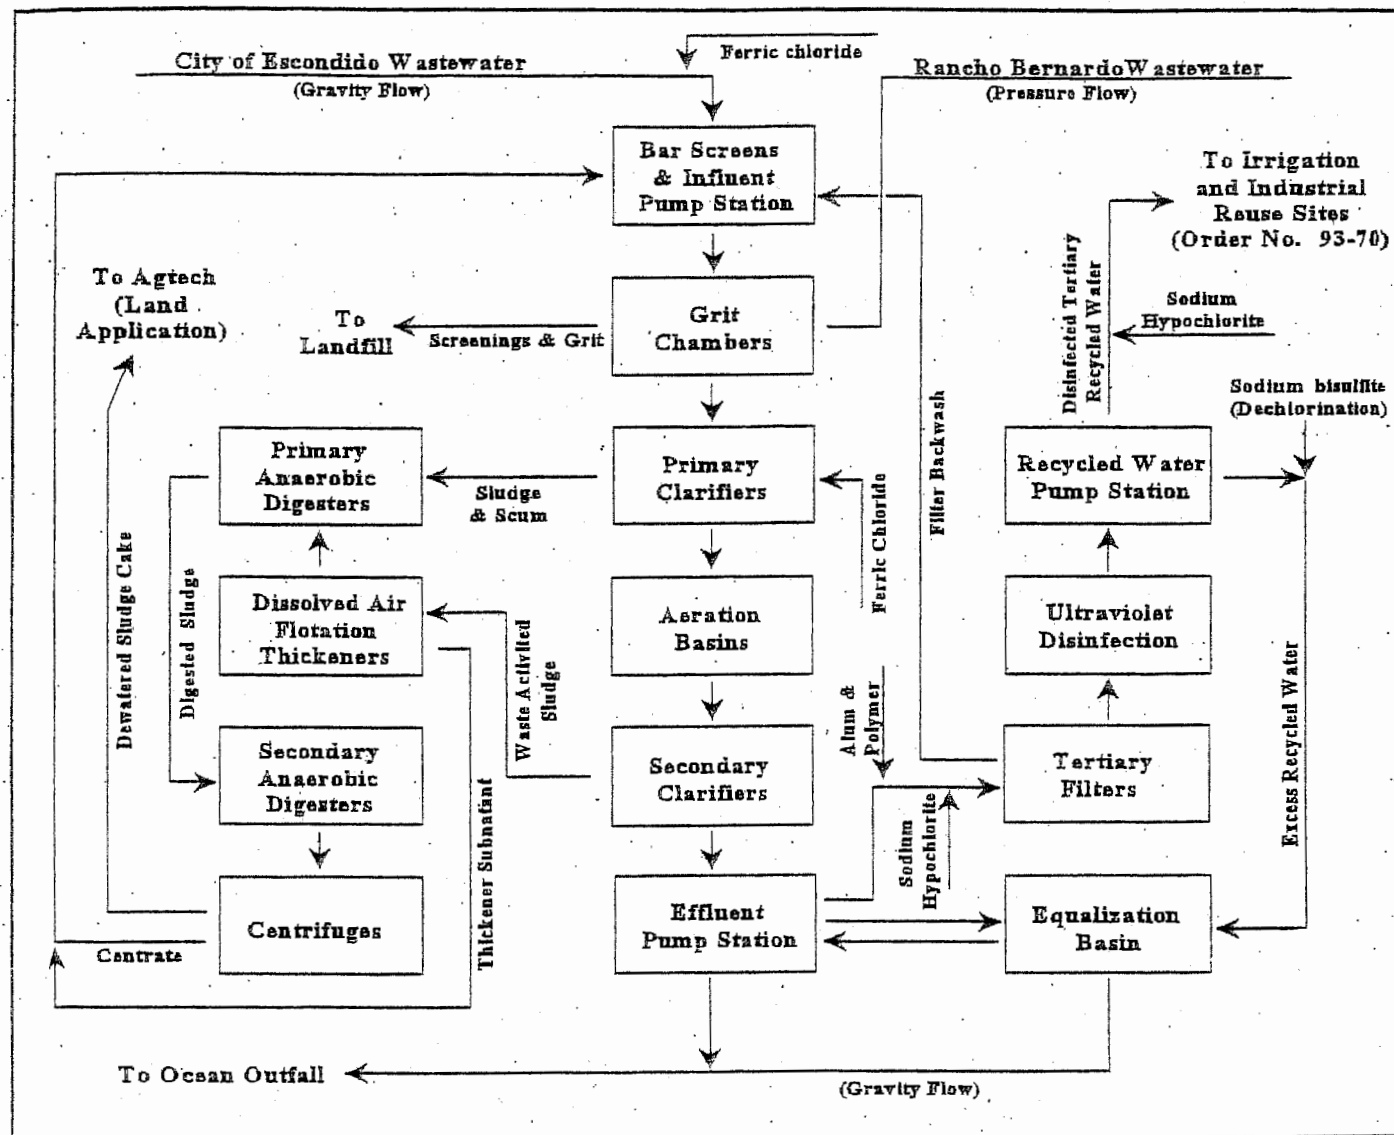 Ferric chloride
City of Escondido Wastewater
(Gravity Flow)
Rancho Bernardo Wastewater
(Pressure Flow)
Bar Screens
& Influent
Pump Station
To Irrigation
and Industrial
Reuse Sites
(Order No. 93-70)
To Agtech
(Land
Application)
To
Landfill
Screenings & Grit
Grit
Chambers
Disinfected Tertiary
Recycled Water
Sodium
Hypochlorite
Sodium bisulfite
(Dechlorination)
Primary
Anaerobic
Digesters
Sludge
& Scum
Primary
Clarifiers
Ferric Chloride
Filter Backwash
Recycled Water
Pump Station
Dewatered Sludge Cake
Digested Sludge
Dissolved Air
Flotation
Thickeners
Waste Activited
Sludge
Aeration
Basins
Alum &
Polymer
Ultraviolet
Disinfection
Excess Recycled Water
Secondary
Anaerobic
Digesters
Thickener Subnatant
Secondary
Clarifiers
Sodium
Hypochlorite
Tertiary
Filters
Centrifuges
Centrate
Effluent
Pump Station
Equalization
Basin
To Ocean Outfall
(Gravity Flow)